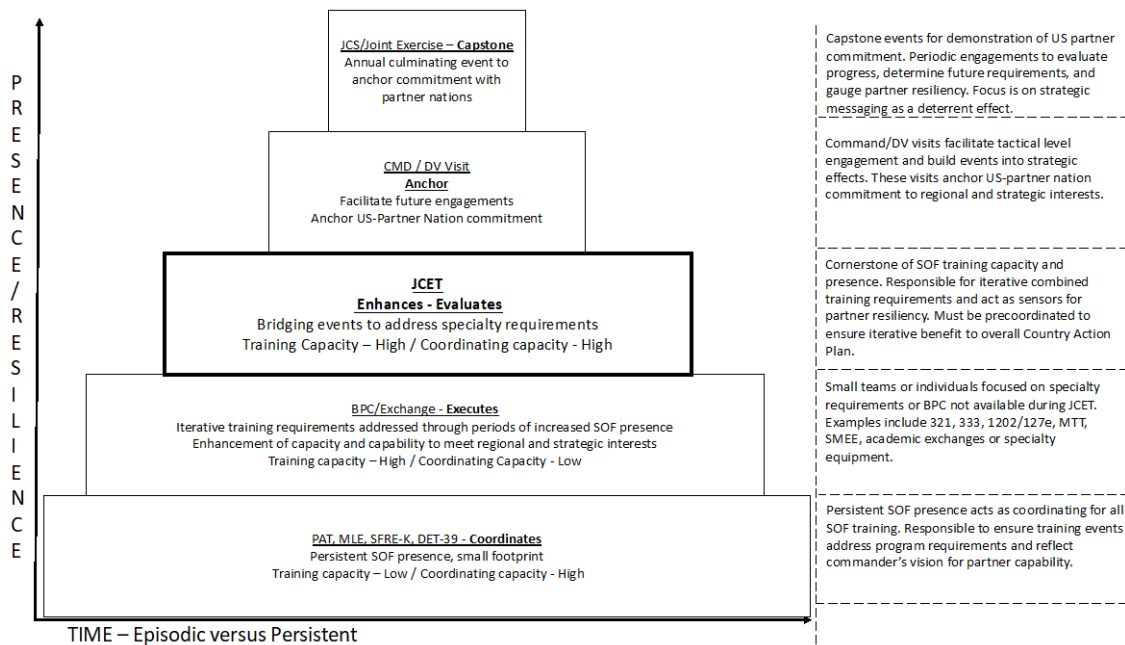 PRESENCE/RESILIENCE
JCS/Joint Exercise – Capstone
Annual culminating event to
anchor commitment with
partner nations
Capstone events for demonstration of US partner
commitment. Periodic engagements to evaluate
progress, determine future requirements, and
gauge partner resiliency. Focus is on strategic
messaging as a deterrent effect.
CMD / DV Visit
Anchor
Facilitate future engagements
Anchor US-Partner Nation commitment
Command/DV visits facilitate tactical level
engagement and build events into strategic
effects. These visits anchor US-partner nation
commitment to regional and strategic interests.
JCET
Enhances - Evaluates
Bridging events to address specialty requirements
Training Capacity – High / Coordinating capacity - High
Cornerstone of SOF training capacity and
presence. Responsible for iterative combined
training requirements and act as sensors for
partner resiliency. Must be precoordinated to
ensure iterative benefit to overall Country Action
Plan.
BPC/Exchange - Executes
Iterative training requirements addressed through periods of increased SOF presence
Enhancement of capacity and capability to meet regional and strategic interests
Training capacity – High / Coordinating Capacity - Low
Small teams or individuals focused on specialty
requirements or BPC not available during JCET.
Examples include 321, 333, 1202/127e, MTT,
SMEE, academic exchanges or specialty
equipment.
PAT, MLE, SFRE-K, DET-39 - Coordinates
Persistent SOF presence, small footprint
Training capacity – Low / Coordinating capacity - High
Persistent SOF presence acts as coordinating for all
SOF training. Responsible to ensure training events
address program requirements and reflect
commander's vision for partner capability.
TIME – Episodic versus Persistent